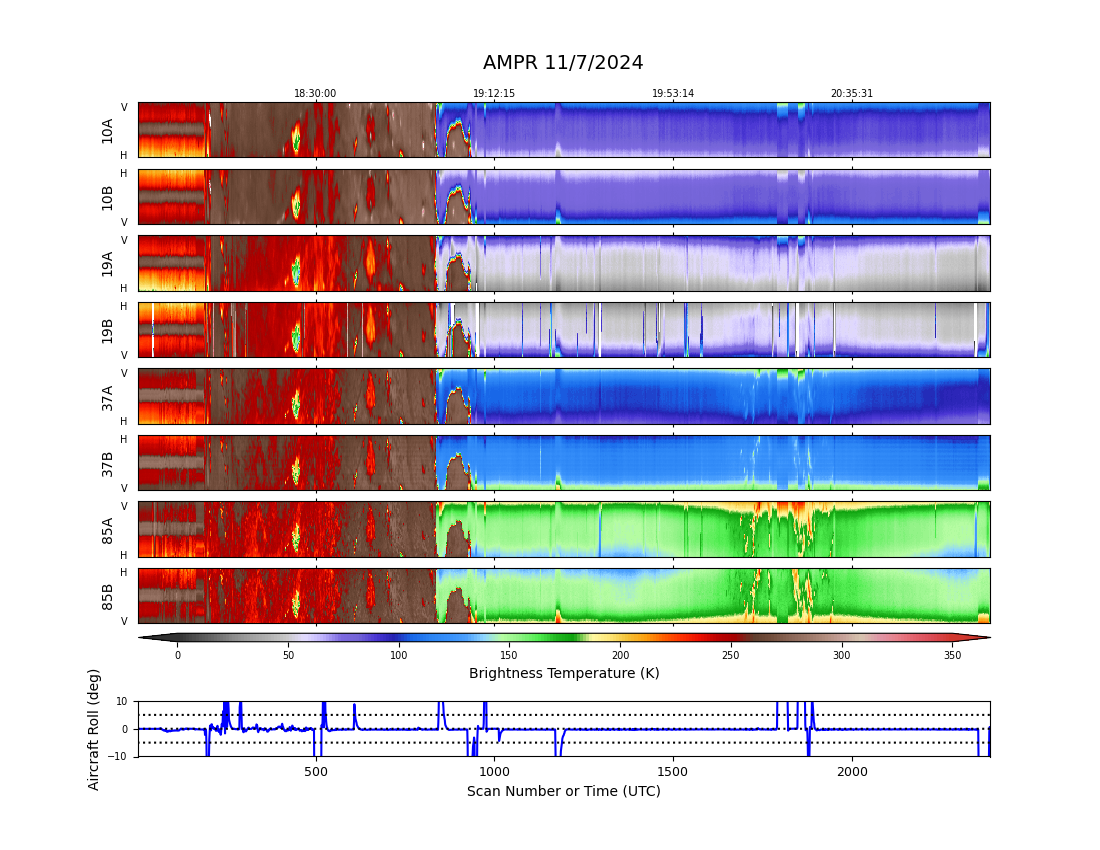 AMPR 11/7/2024
18:30:00 19:12:15 19:53:14 20:35:31
V
10A
H
H
10B
V
V
19A
H
H
19B
V
V
37A
H
H
37B
V
V
85A
H
H
85B
V
0 50 100 150 200 250 300 350
Brightness Temperature (K)
Aircraft Roll (deg)
10
0
−10
500 1000 1500 2000
Scan Number or Time (UTC)